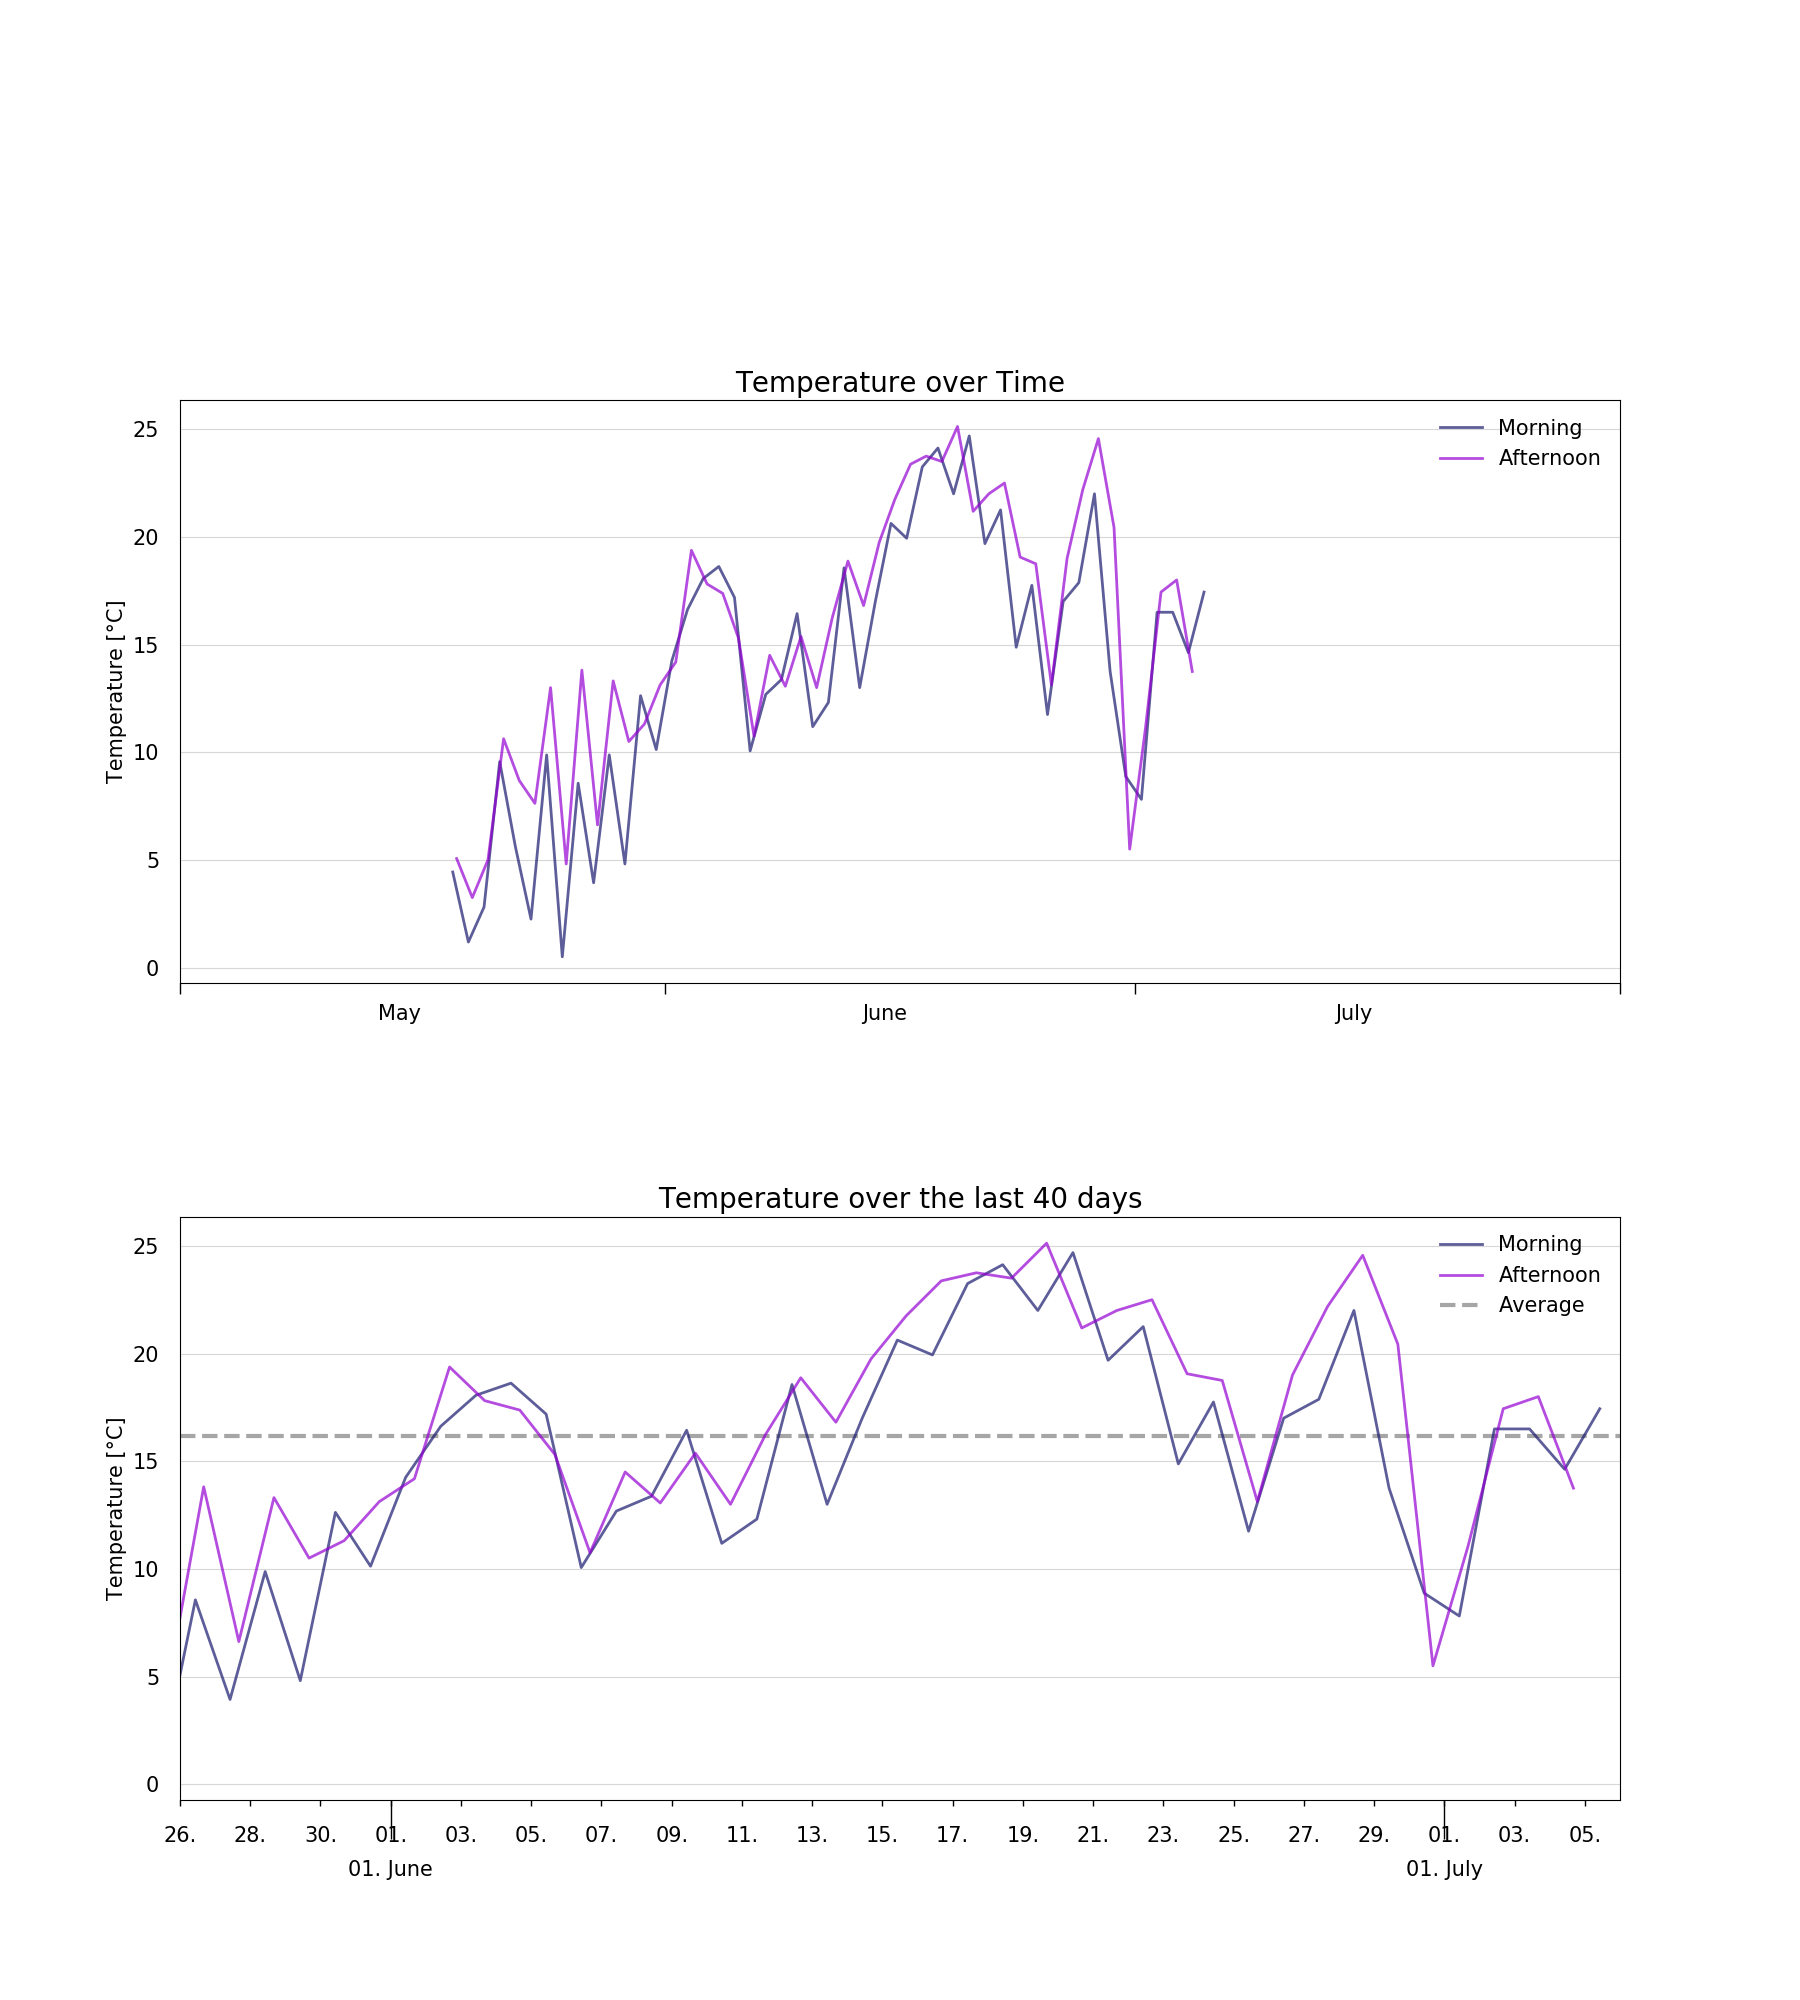 Temperature over Time
Temperature [°C]
25
20
15
10
5
0
Morning
Afternoon
May June July
Temperature over the last 40 days
Temperature [°C]
25
20
15
10
5
0
Morning
Afternoon
Average
26. 28. 30. 01. 03. 05. 07. 09. 11. 13. 15. 17. 19. 21. 23. 25. 27. 29. 01. 03. 05.
01. June 01. July